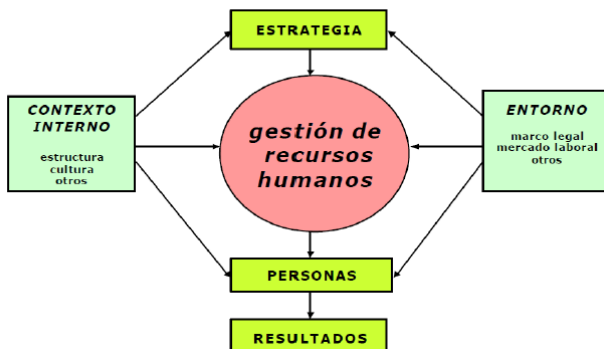 ESTRATEGIA
CONTEXTO
INTERNO
estructura
cultura
otros
gestión de
recursos
humanos
ENTORNO
marco legal
mercado laboral
otros
PERSONAS
RESULTADOS